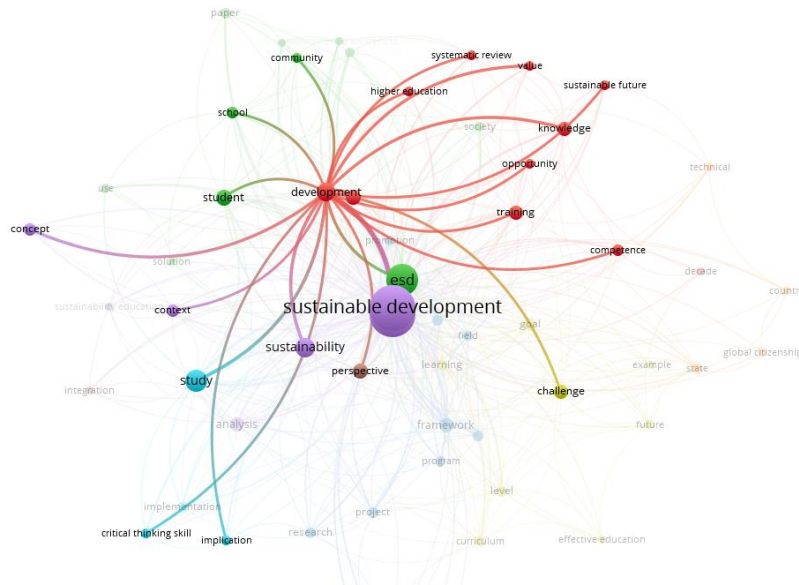 paper
community
systematic review
value
higher education
sustainable future
school
society
knowledge
opportunity
technical
use
student
development
training
concept
promotion
competence
solution
decade
esd
country
sustainability education
context
sustainable development
goal
field
global citizenship
sustainability
learning
example
state
perspective
study
integration
challenge
analysis
framework
future
program
level
implementation
project
critical thinking skill
implication
research
curriculum
effective education